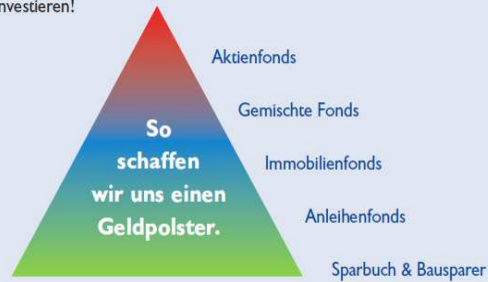 nvestieren!
Aktienfonds
Gemischte Fonds
So
schaffen
wir uns einen
Geldpolster.
Immobilienfonds
Anleihenfonds
Sparbuch & Bausparer